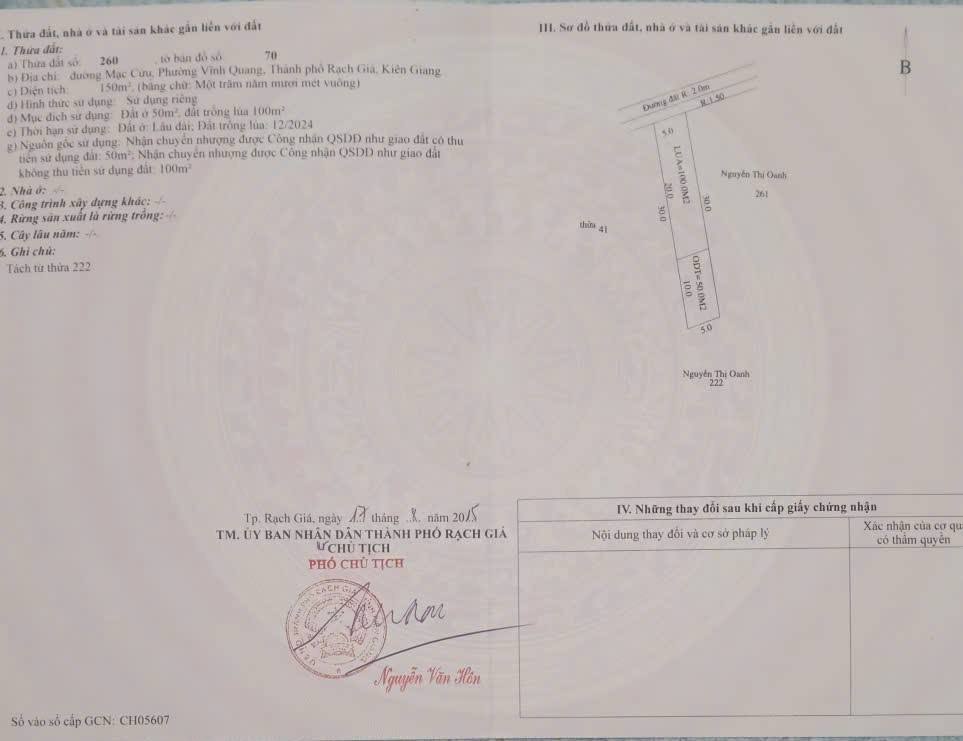 . Thửa đất, nhà ở và tài sản khác gắn liền với đất
1. Thửa đất:
a) Thửa đất số: 260 , tờ bản đồ số 70
b) Địa chỉ: đường Mạc Cửu, Phường Vĩnh Quang, Thành phố Rạch Giá, Kiên Giang
c) Diện tích: 150m², (bằng chữ: Một trăm năm mươi mét vuông)
d) Hình thức sử dụng: Sử dụng riêng
đ) Mục đích sử dụng: Đất ở 50m², đất trồng lúa 100m²
e) Thời hạn sử dụng: Đất ở: Lâu dài; Đất trồng lúa: 12/2024
g) Nguồn gốc sử dụng: Nhận chuyển nhượng được Công nhận QSDĐ như giao đất có thu
tiền sử dụng đất: 50m²; Nhận chuyển nhượng được Công nhận QSDĐ như giao đất
không thu tiền sử dụng đất: 100m²
2. Nhà ở: -/-
3. Công trình xây dựng khác: -/-
4. Rừng sản xuất là rừng trồng: -/-
5. Cây lâu năm: -/-
6. Ghi chú:
Tách từ thửa 222
III. Sơ đồ thửa đất, nhà ở và tài sản khác gắn liền với đất
B
Đường đất R: 2.0m
R:1.50
5.0
LUA=100.0M2
20.0
30.0
30.0
Nguyễn Thị Oanh
261
thửa 41
ODT=50.0M2
10.0
5.0
Nguyễn Thị Oanh
222
Tp. Rạch Giá, ngày 17 tháng 8 năm 2015
TM. ỦY BAN NHÂN DÂN THÀNH PHỐ RẠCH GIÁ
CHỦ TỊCH
PHÓ CHỦ TỊCH
Nguyễn Văn Hôn
IV. Những thay đổi sau khi cấp giấy chứng nhận
Nội dung thay đổi và cơ sở pháp lý
Xác nhận của cơ qu
có thẩm quyền
Số vào sổ cấp GCN: CH05607